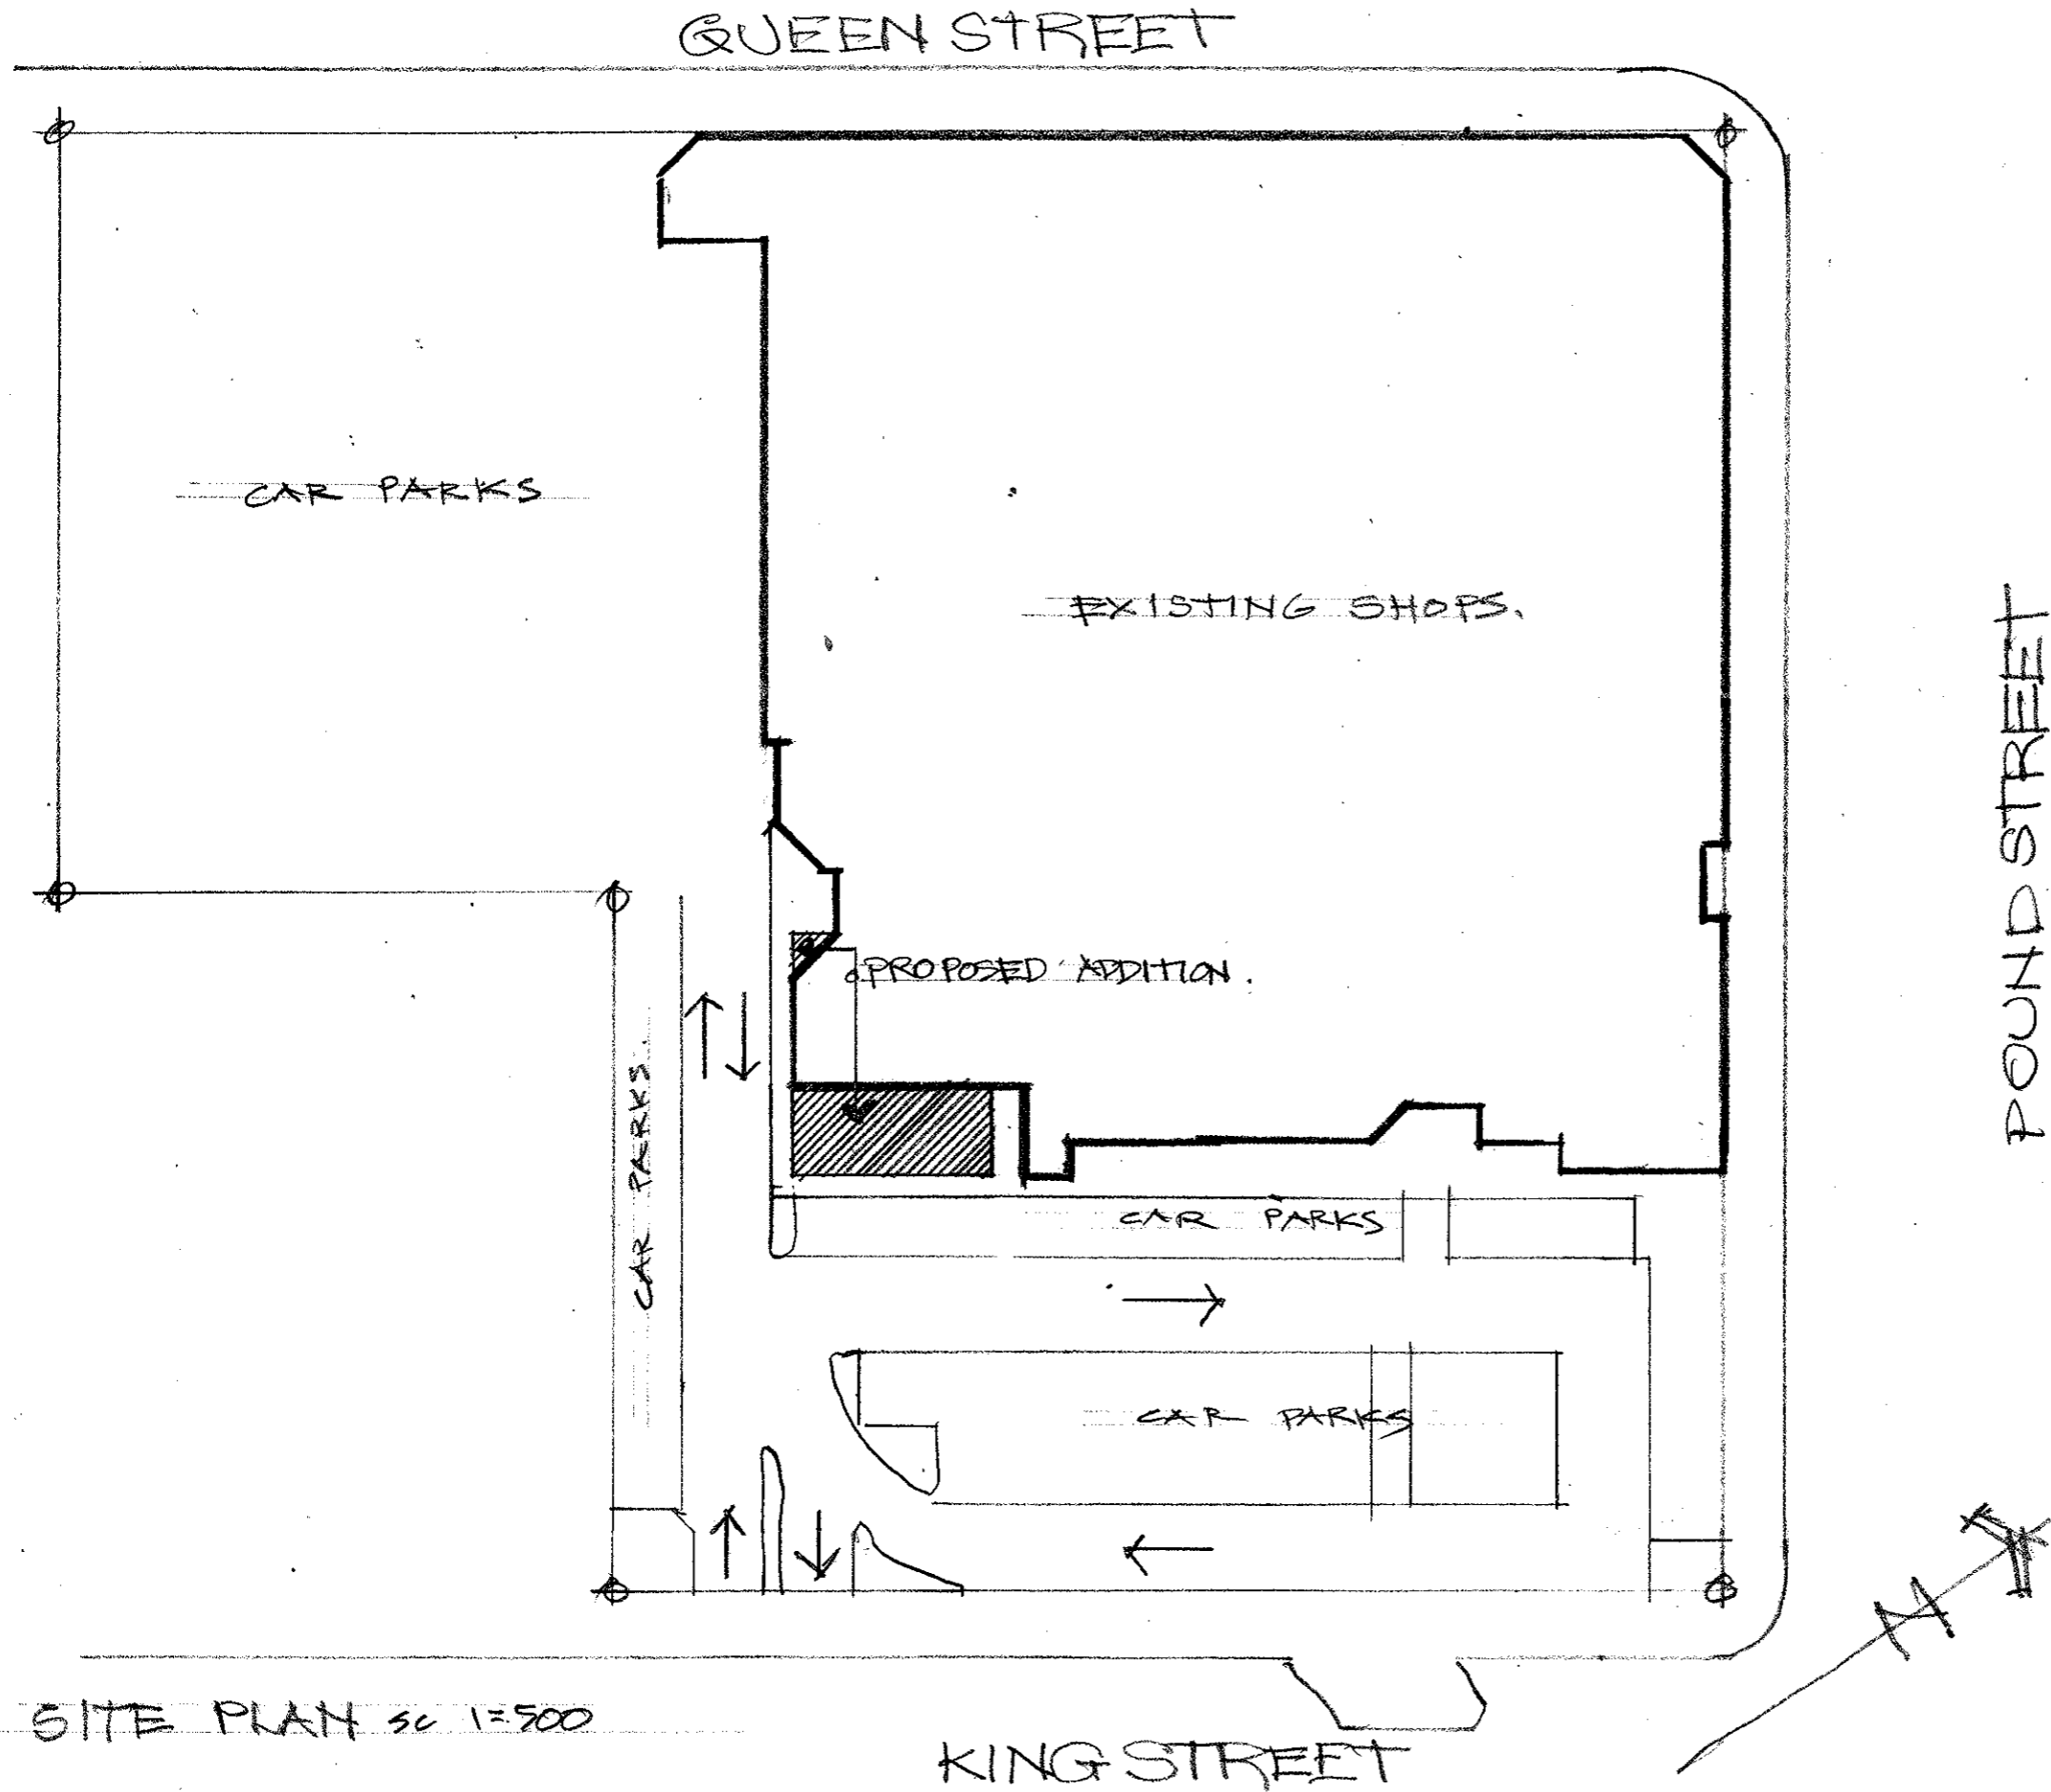 QUEEN STREET
CAR PARKS
EXISTING SHOPS.
POUND STREET
PROPOSED ADDITION.
CAR PARKS.
CAR PARKS
CAR PARKS
N
SITE PLAN SC 1=500
KING STREET